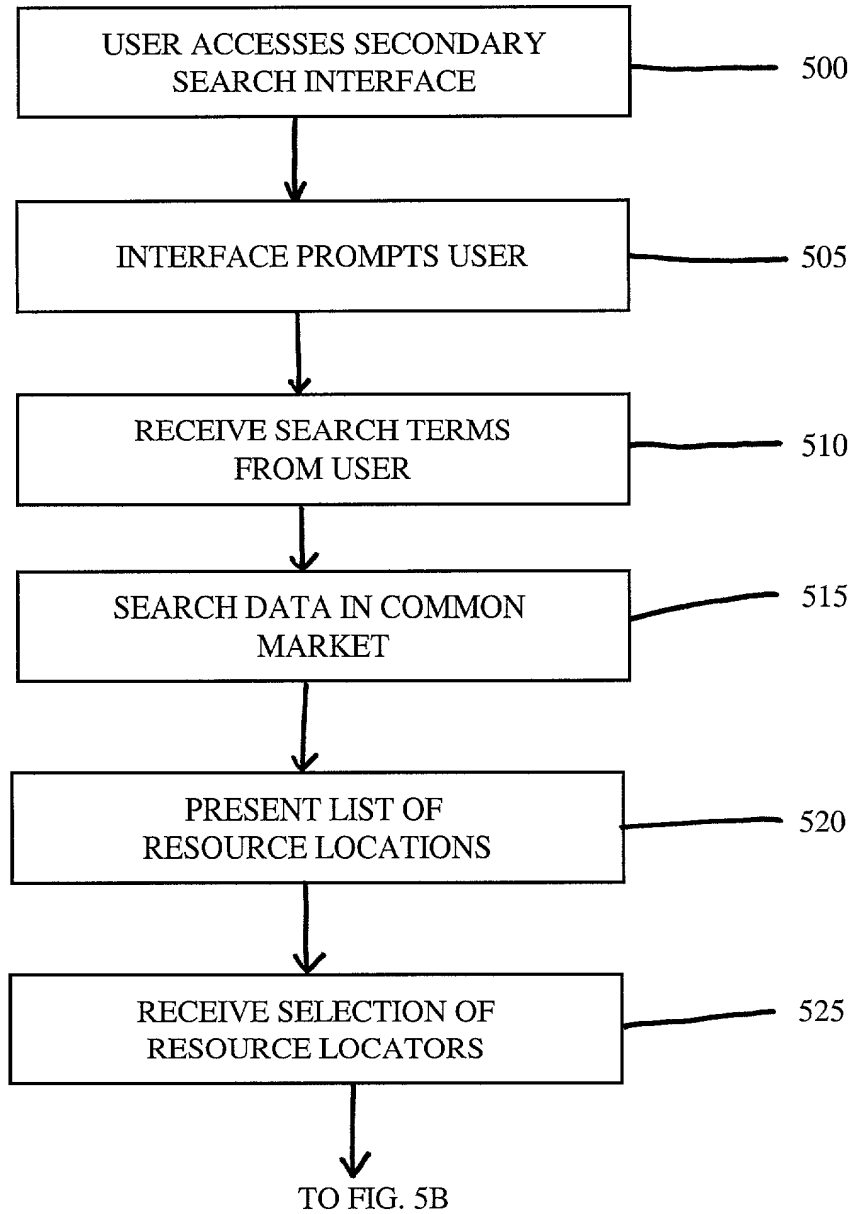 USER ACCESSES SECONDARY
SEARCH INTERFACE
500
INTERFACE PROMPTS USER
505
RECEIVE SEARCH TERMS
FROM USER
510
SEARCH DATA IN COMMON
MARKET
515
PRESENT LIST OF
RESOURCE LOCATIONS
520
RECEIVE SELECTION OF
RESOURCE LOCATORS
525
TO FIG. 5B